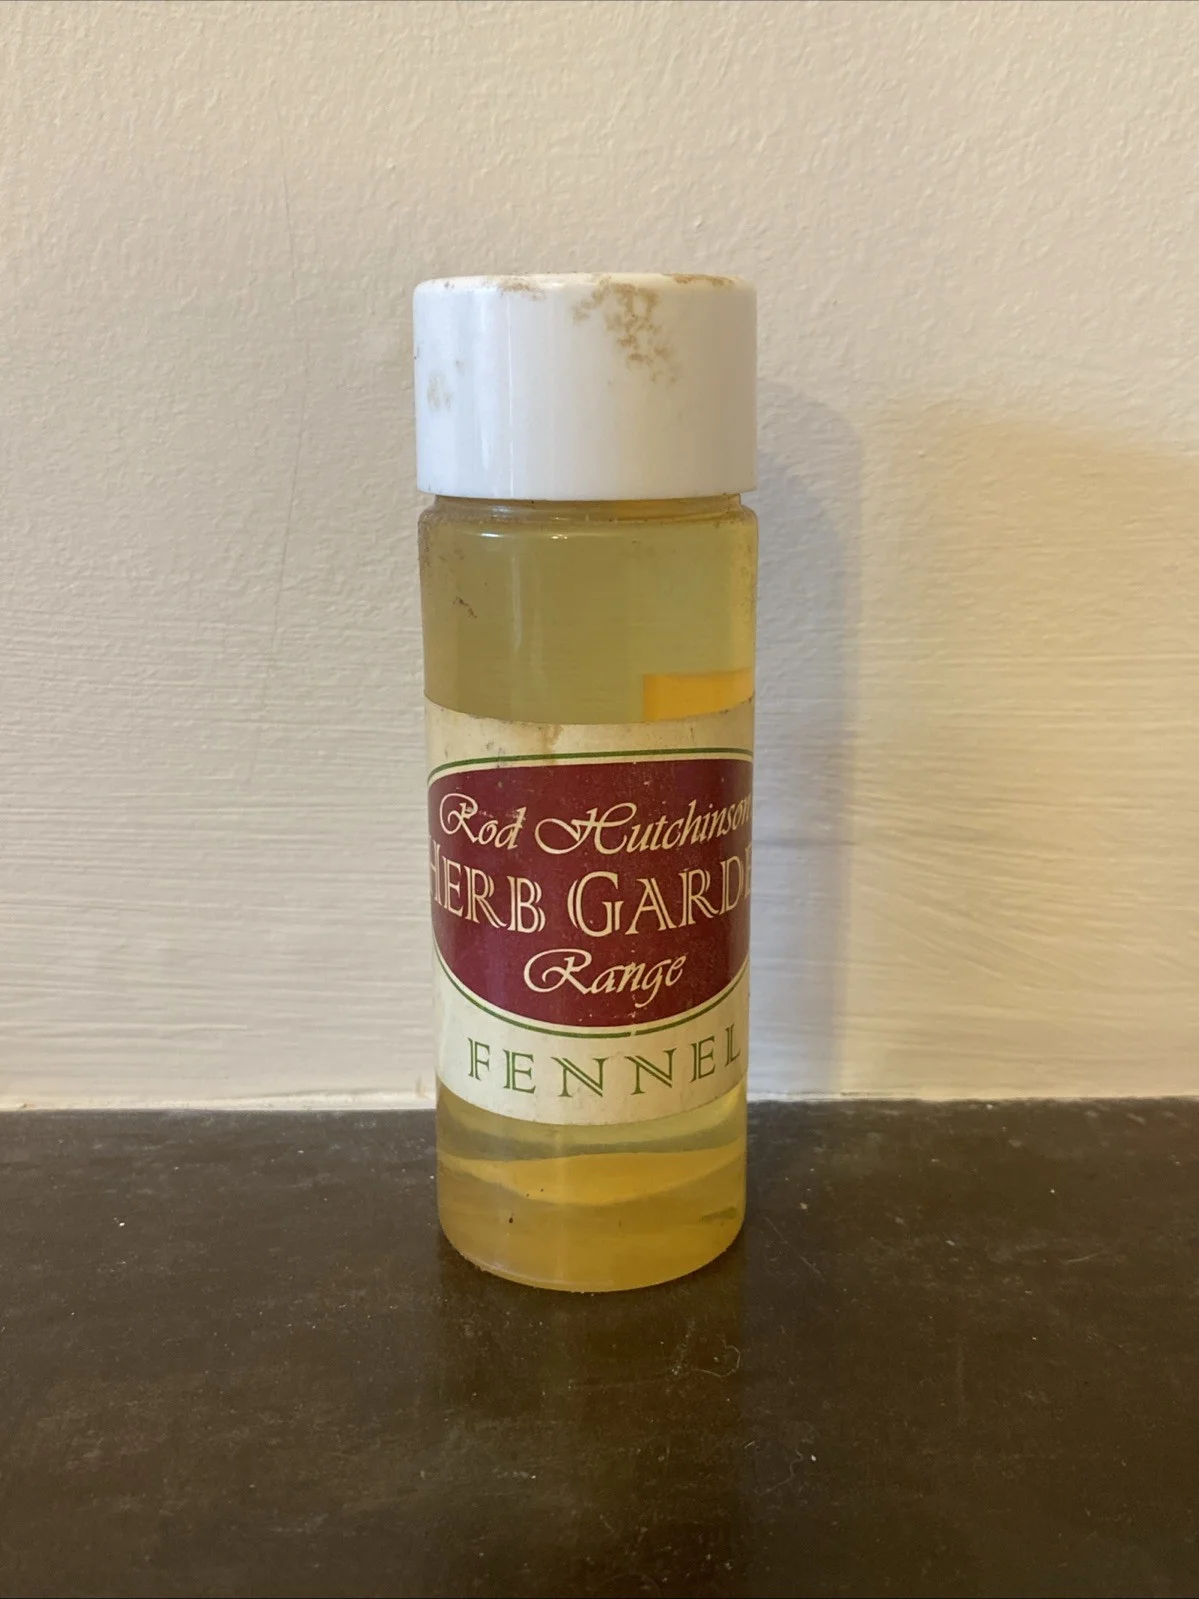 Rod Hutchinson
HERB GARDE
Range
FENNEL